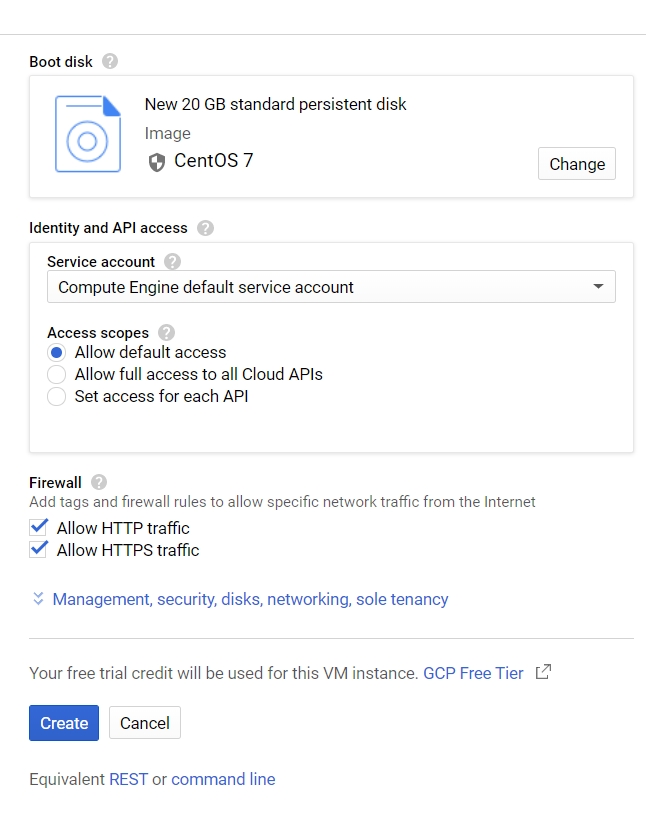 Boot disk
New 20 GB standard persistent disk
Image
CentOS 7
Change
Identity and API access
Service account
Compute Engine default service account
Access scopes
Allow default access
Allow full access to all Cloud APIs
Set access for each API
Firewall
Add tags and firewall rules to allow specific network traffic from the Internet
Allow HTTP traffic
Allow HTTPS traffic
Management, security, disks, networking, sole tenancy
Your free trial credit will be used for this VM instance. GCP Free Tier
Create Cancel
Equivalent REST or command line